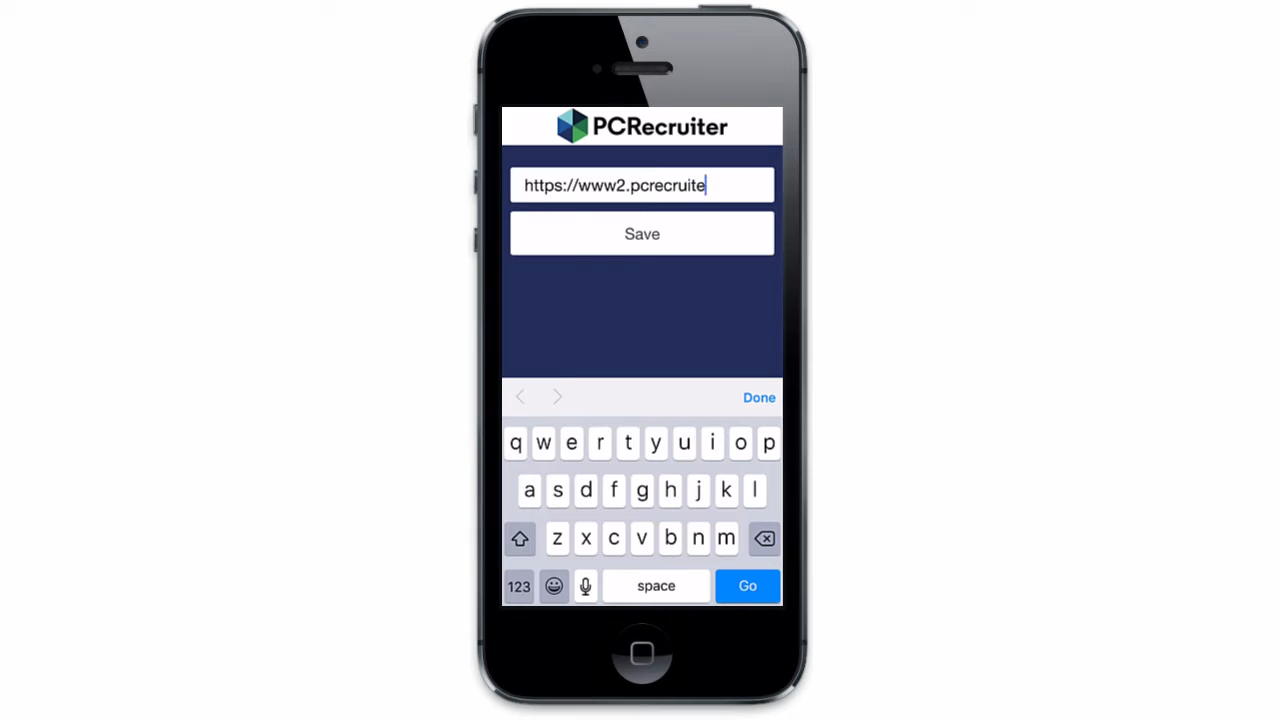 PCRecruiter
https://www2.pcrecruite
Save
Done
q w e r t y u i o p
a s d f g h j k l
z x c v b n m
123 space Go